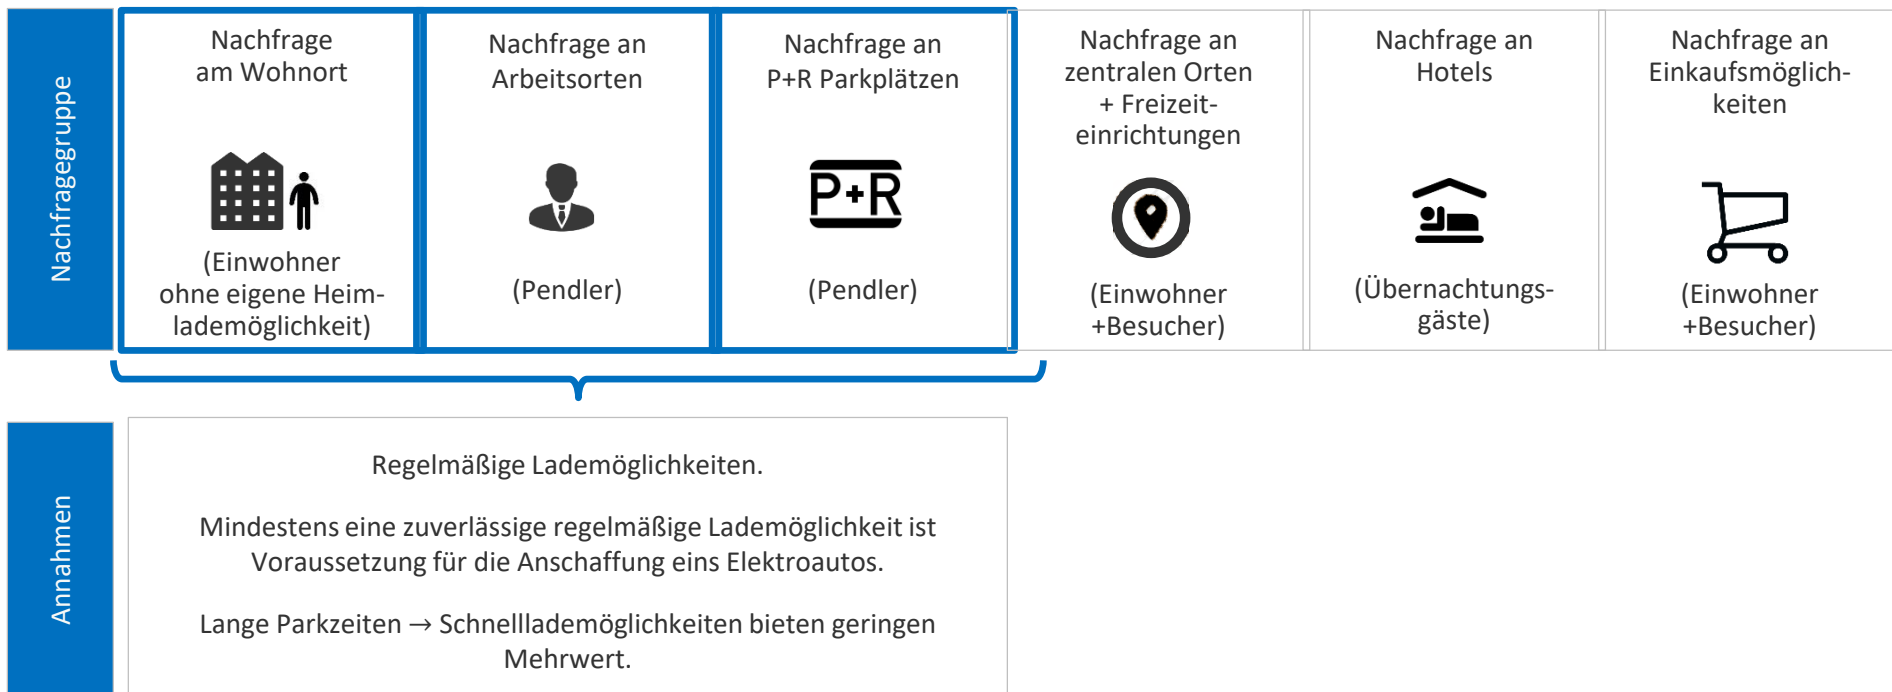 Nachfragegruppe
Nachfrage
am Wohnort
(Einwohner
ohne eigene Heim-
lademöglichkeit)
Nachfrage an
Arbeitsorten
(Pendler)
Nachfrage an
P+R Parkplätzen
P+R
(Pendler)
Nachfrage an
zentralen Orten
+ Freizeit-
einrichtungen
(Einwohner
+Besucher)
Nachfrage an
Hotels
(Übernachtungs-
gäste)
Nachfrage an
Einkaufsmöglich-
keiten
(Einwohner
+Besucher)
Annahmen
Regelmäßige Lademöglichkeiten.
Mindestens eine zuverlässige regelmäßige Lademöglichkeit ist
Voraussetzung für die Anschaffung eins Elektroautos.
Lange Parkzeiten → Schnelllademöglichkeiten bieten geringen
Mehrwert.